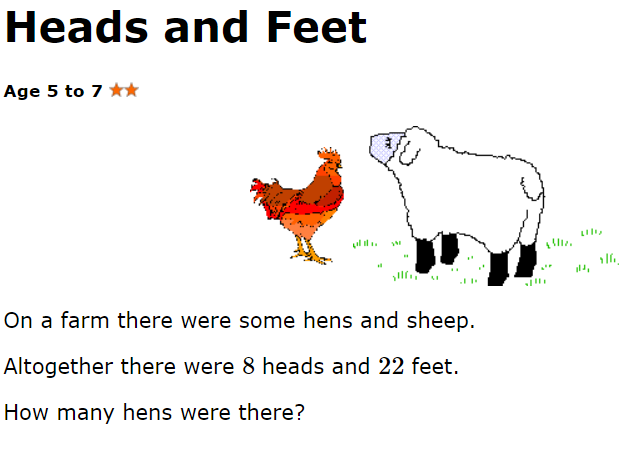 Heads and Feet
Age 5 to 7
On a farm there were some hens and sheep.
Altogether there were 8 heads and 22 feet.
How many hens were there?